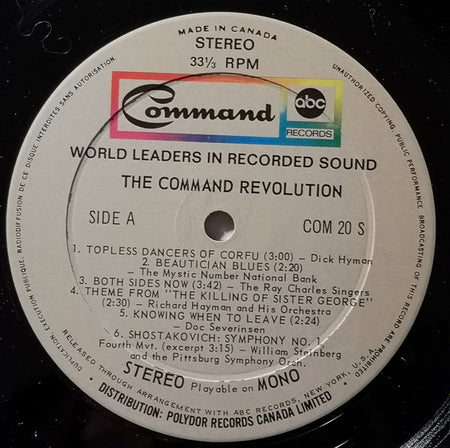 MADE IN CANADA
STEREO
33⅓ RPM
Command
abc
RECORDS
WORLD LEADERS IN RECORDED SOUND
THE COMMAND REVOLUTION
SIDE A
COM 20 S
1. TOPLESS DANCERS OF CORFU (3:00) — Dick Hyman
2. BEAUTICIAN BLUES (2:20)
— The Mystic Number National Bank
3. BOTH SIDES NOW (3:42) — The Ray Charles Singers
4. THEME FROM "THE KILLING OF SISTER GEORGE"
(2:30) — Richard Hayman and His Orchestra
5. KNOWING WHEN TO LEAVE (2:24)
— Doc Severinsen
6. SHOSTAKOVICH: SYMPHONY NO. 1,
Fourth Mvt. (excerpt 3:15) — William Steinberg
and the Pittsburg Symphony Orch.
STEREO Playable on MONO
DUPLICATION, EXECUTION PUBLIQUE, RADIODIFFUSION DE CE DISQUE INTERDITES SANS AUTORISATION.
UNAUTHORIZED COPYING, PUBLIC PERFORMANCE, BROADCASTING OF THIS RECORD ARE PROHIBITED
RELEASED THROUGH ARRANGEMENT WITH ABC RECORDS, NEW YORK, U.S.A.
DISTRIBUTION: POLYDOR RECORDS CANADA LIMITED